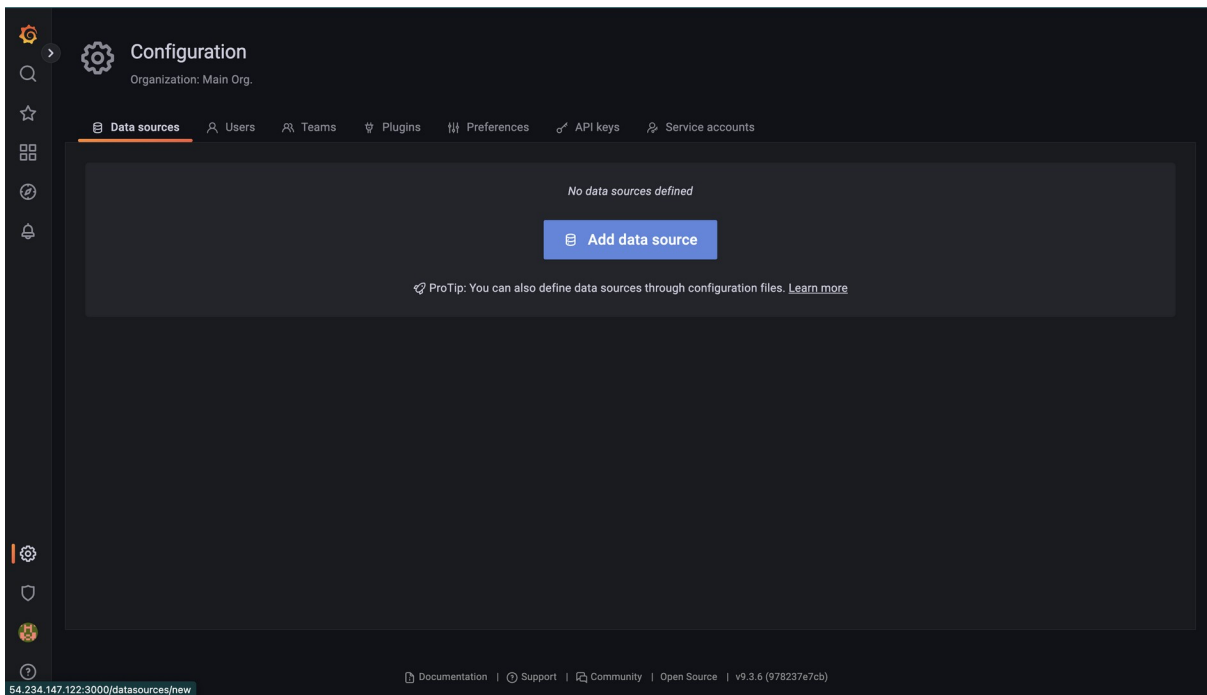 Configuration
Organization: Main Org.
Data sources Users Teams Plugins Preferences API keys Service accounts
No data sources defined
Add data source
ProTip: You can also define data sources through configuration files. Learn more
Documentation | Support | Community | Open Source | v9.3.6 (978237e7cb)
54.234.147.122:3000/datasources/new